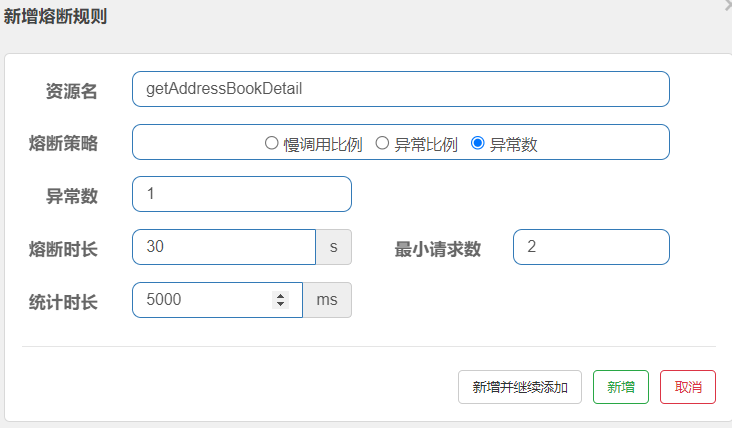 新增熔断规则
资源名 getAddressBookDetail
熔断策略 慢调用比例 异常比例 异常数
异常数 1
熔断时长 30 s 最小请求数 2
统计时长 5000 ms
新增并继续添加 新增 取消